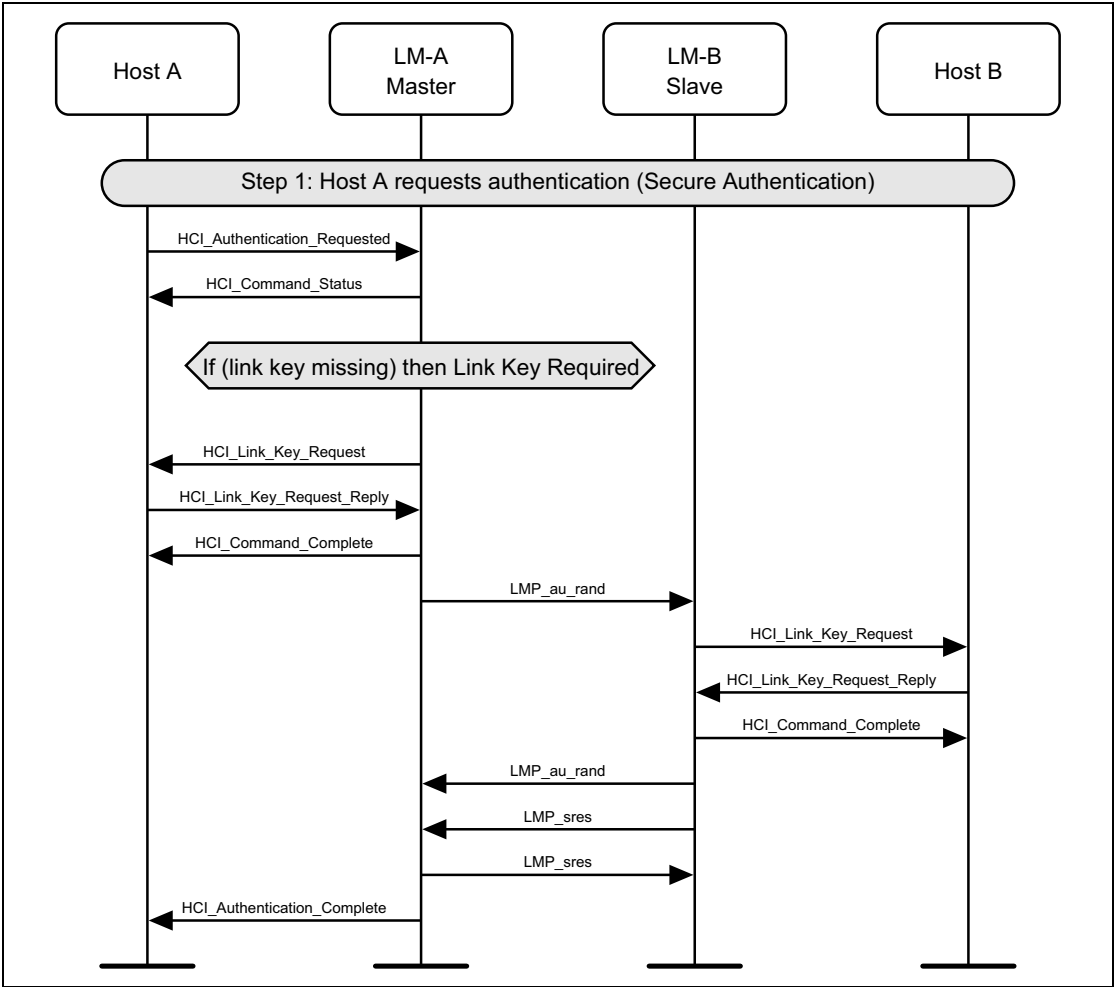 Host A
LM-A
Master
LM-B
Slave
Host B
Step 1: Host A requests authentication (Secure Authentication)
HCI_Authentication_Requested
HCI_Command_Status
If (link key missing) then Link Key Required
HCI_Link_Key_Request
HCI_Link_Key_Request_Reply
HCI_Command_Complete
LMP_au_rand
HCI_Link_Key_Request
HCI_Link_Key_Request_Reply
HCI_Command_Complete
LMP_au_rand
LMP_sres
LMP_sres
HCI_Authentication_Complete